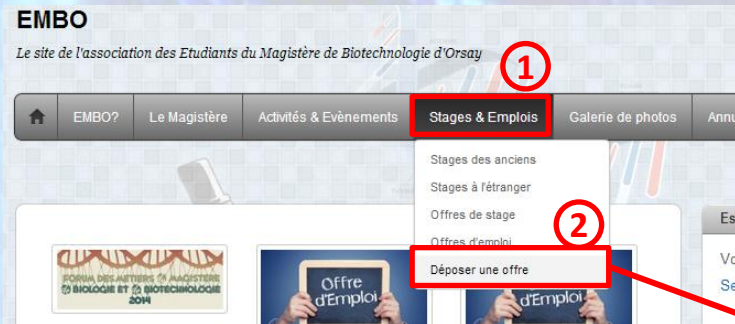 EMBO
Le site de l'association des Etudiants du Magistère de Biotechnologie d'Orsay
1
EMBO? Le Magistère Activités & Evènements Stages & Emplois Galerie de photos
Stages des anciens
Stages à l'étranger
Offres de stage
2
Offres d'emploi
Déposer une offre
FORUM DES METIERS MAGISTERE
BIOLOGIE ET BIOTECHNOLOGIE
2014
Offre
d'Emploi
d'Emploi